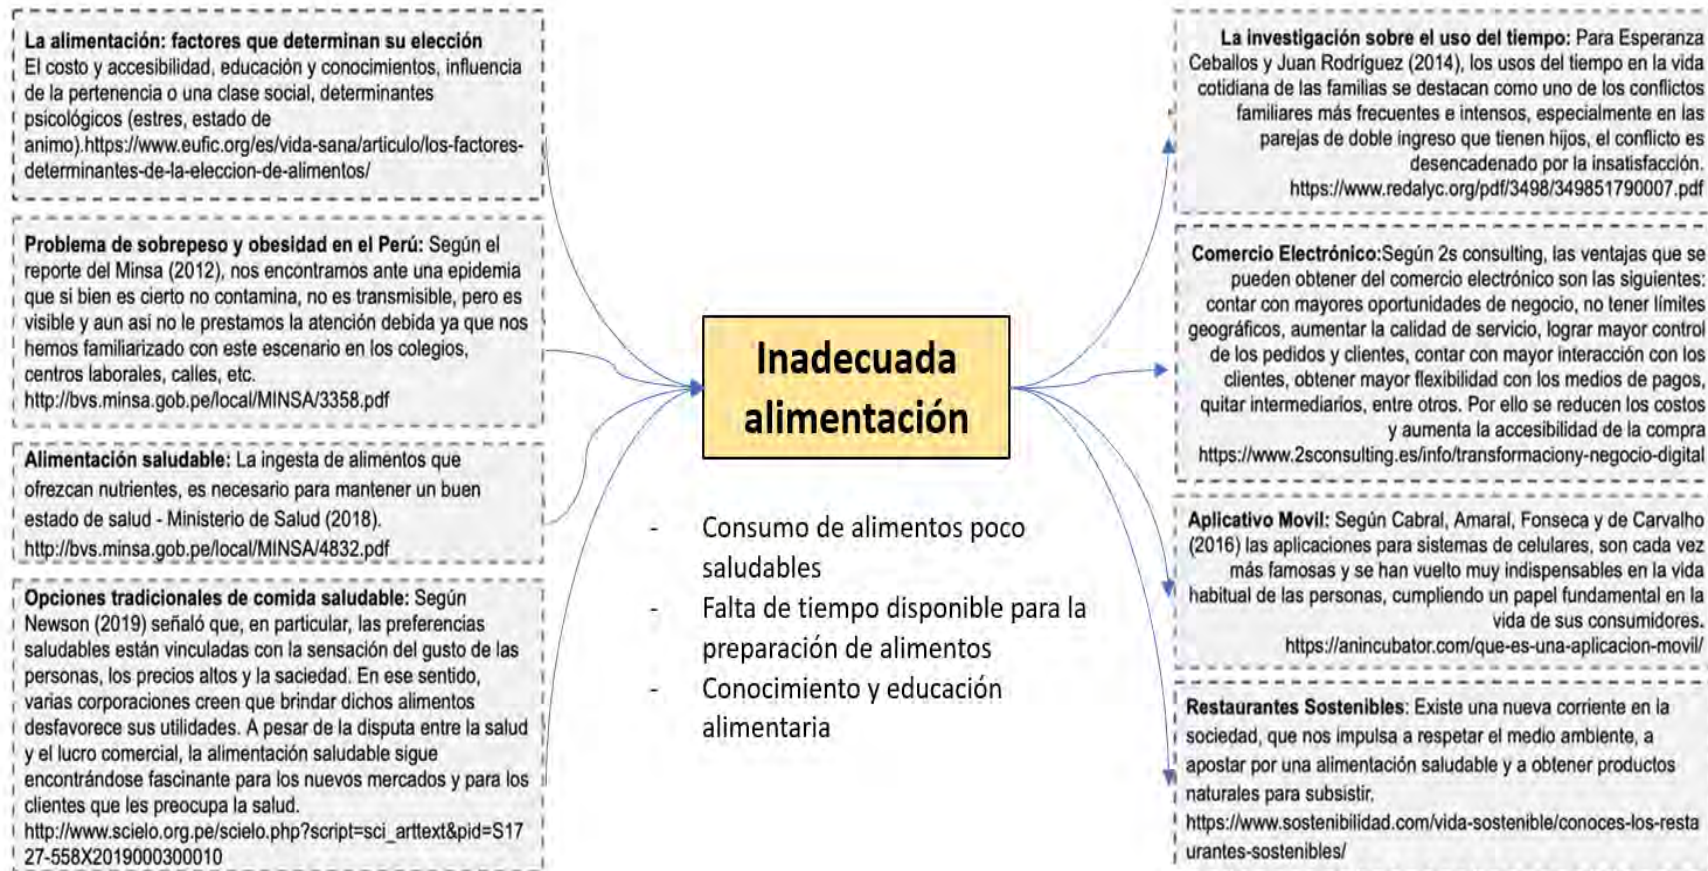 La alimentación: factores que determinan su elección
El costo y accesibilidad, educación y conocimientos, influencia
de la pertenencia o una clase social, determinantes
psicológicos (estres, estado de
animo).https://www.eufic.org/es/vida-sana/articulo/los-factores-
determinantes-de-la-eleccion-de-alimentos/
Problema de sobrepeso y obesidad en el Perú: Según el
reporte del Minsa (2012), nos encontramos ante una epidemia
que si bien es cierto no contamina, no es transmisible, pero es
visible y aun asi no le prestamos la atención debida ya que nos
hemos familiarizado con este escenario en los colegios,
centros laborales, calles, etc.
http://bvs.minsa.gob.pe/local/MINSA/3358.pdf
Alimentación saludable: La ingesta de alimentos que
ofrezcan nutrientes, es necesario para mantener un buen
estado de salud - Ministerio de Salud (2018).
http://bvs.minsa.gob.pe/local/MINSA/4832.pdf
Opciones tradicionales de comida saludable: Según
Newson (2019) señaló que, en particular, las preferencias
saludables están vinculadas con la sensación del gusto de las
personas, los precios altos y la saciedad. En ese sentido,
varias corporaciones creen que brindar dichos alimentos
desfavorece sus utilidades. A pesar de la disputa entre la salud
y el lucro comercial, la alimentación saludable sigue
encontrándose fascinante para los nuevos mercados y para los
clientes que les preocupa la salud.
http://www.scielo.org.pe/scielo.php?script=sci_arttext&pid=S17
27-558X2019000300010
Inadecuada
alimentación
- Consumo de alimentos poco
saludables
- Falta de tiempo disponible para la
preparación de alimentos
- Conocimiento y educación
alimentaria
La investigación sobre el uso del tiempo: Para Esperanza
Ceballos y Juan Rodríguez (2014), los usos del tiempo en la vida
cotidiana de las familias se destacan como uno de los conflictos
familiares más frecuentes e intensos, especialmente en las
parejas de doble ingreso que tienen hijos, el conflicto es
desencadenado por la insatisfacción.
https://www.redalyc.org/pdf/3498/349851790007.pdf
Comercio Electrónico:Según 2s consulting, las ventajas que se
pueden obtener del comercio electrónico son las siguientes:
contar con mayores oportunidades de negocio, no tener límites
geográficos, aumentar la calidad de servicio, lograr mayor control
de los pedidos y clientes, contar con mayor interacción con los
clientes, obtener mayor flexibilidad con los medios de pagos,
quitar intermediarios, entre otros. Por ello se reducen los costos
y aumenta la accesibilidad de la compra
https://www.2sconsulting.es/info/transformaciony-negocio-digital
Aplicativo Movil: Según Cabral, Amaral, Fonseca y de Carvalho
(2016) las aplicaciones para sistemas de celulares, son cada vez
más famosas y se han vuelto muy indispensables en la vida
habitual de las personas, cumpliendo un papel fundamental en la
vida de sus consumidores.
https://anincubator.com/que-es-una-aplicacion-movil/
Restaurantes Sostenibles: Existe una nueva corriente en la
sociedad, que nos impulsa a respetar el medio ambiente, a
apostar por una alimentación saludable y a obtener productos
naturales para subsistir.
https://www.sostenibilidad.com/vida-sostenible/conoces-los-resta
urantes-sostenibles/